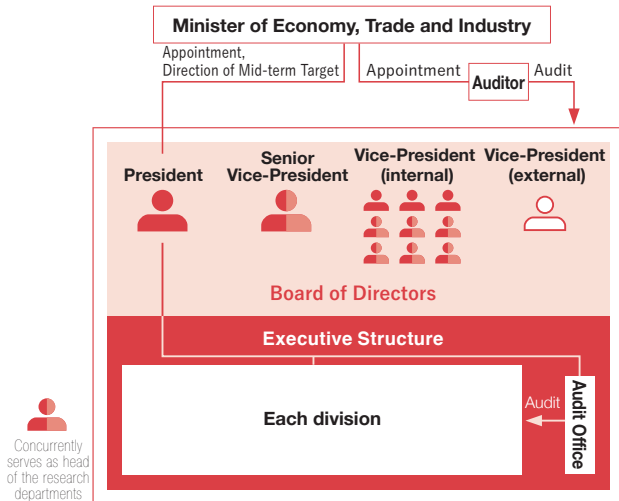 Minister of Economy, Trade and Industry
Appointment,
Direction of Mid-term Target
Appointment
Auditor
Audit
President
Senior
Vice-President
Vice-President
(internal)
Vice-President
(external)
Board of Directors
Executive Structure
Each division
Audit
Audit Office
Concurrently
serves as head
of the research
departments